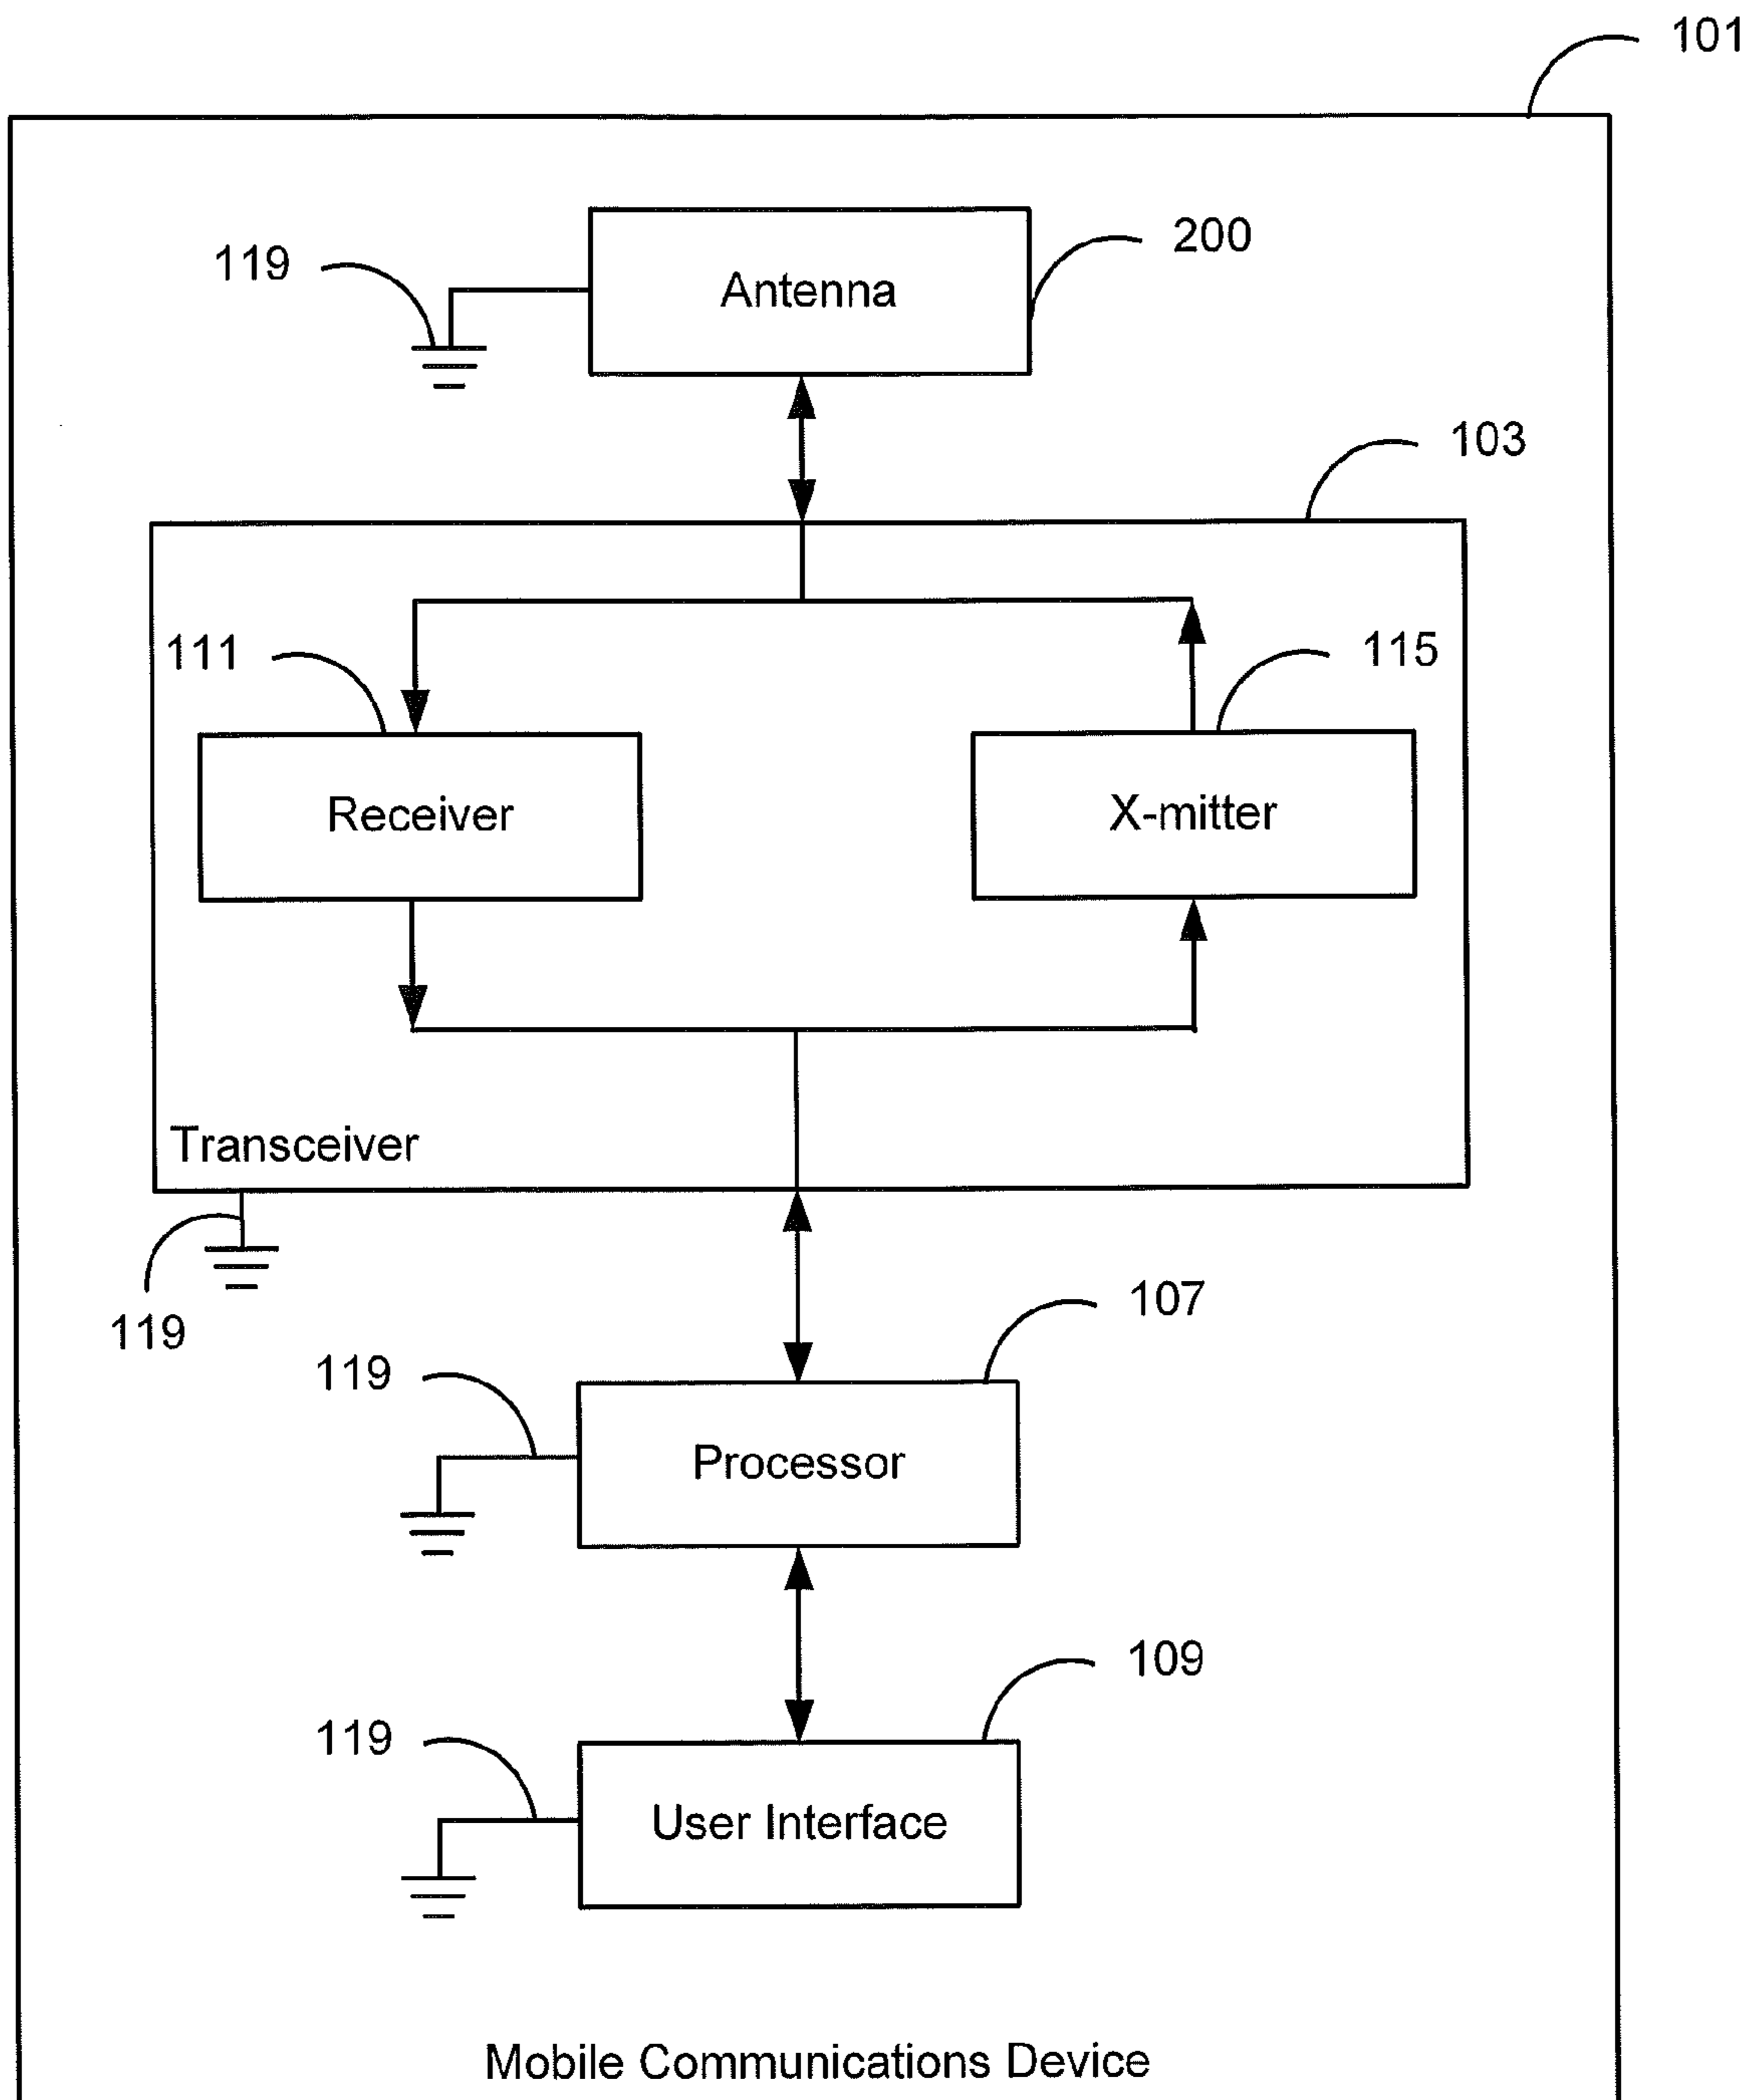 101
200
119
Antenna
103
111
115
Receiver
X-mitter
Transceiver
107
119
119
Processor
109
119
User Interface
Mobile Communications Device